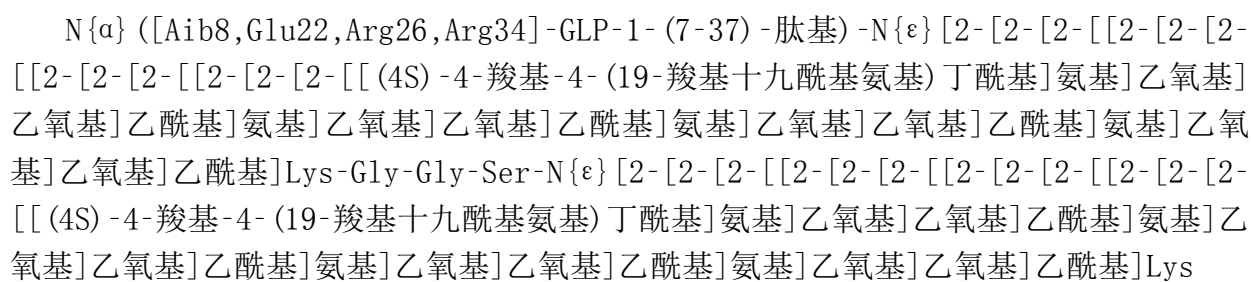 N{α}([Aib8,Glu22,Arg26,Arg34]-GLP-1-(7-37)-肽基)-N{ε}[2-[2-[2-[[2-[2-[2-
[[2-[2-[2-[[2-[2-[2-[[(4S)-4-羧基-4-(19-羧基十九酰基氨基)丁酰基]氨基]乙氧基]
乙氧基]乙酰基]氨基]乙氧基]乙氧基]乙酰基]氨基]乙氧基]乙氧基]乙酰基]氨基]乙氧
基]乙氧基]乙酰基]Lys-Gly-Gly-Ser-N{ε}[2-[2-[2-[[2-[2-[2-[[2-[2-[2-[[2-[2-[2-
[[(4S)-4-羧基-4-(19-羧基十九酰基氨基)丁酰基]氨基]乙氧基]乙氧基]乙酰基]氨基]乙
氧基]乙氧基]乙酰基]氨基]乙氧基]乙氧基]乙酰基]氨基]乙氧基]乙氧基]乙酰基]Lys